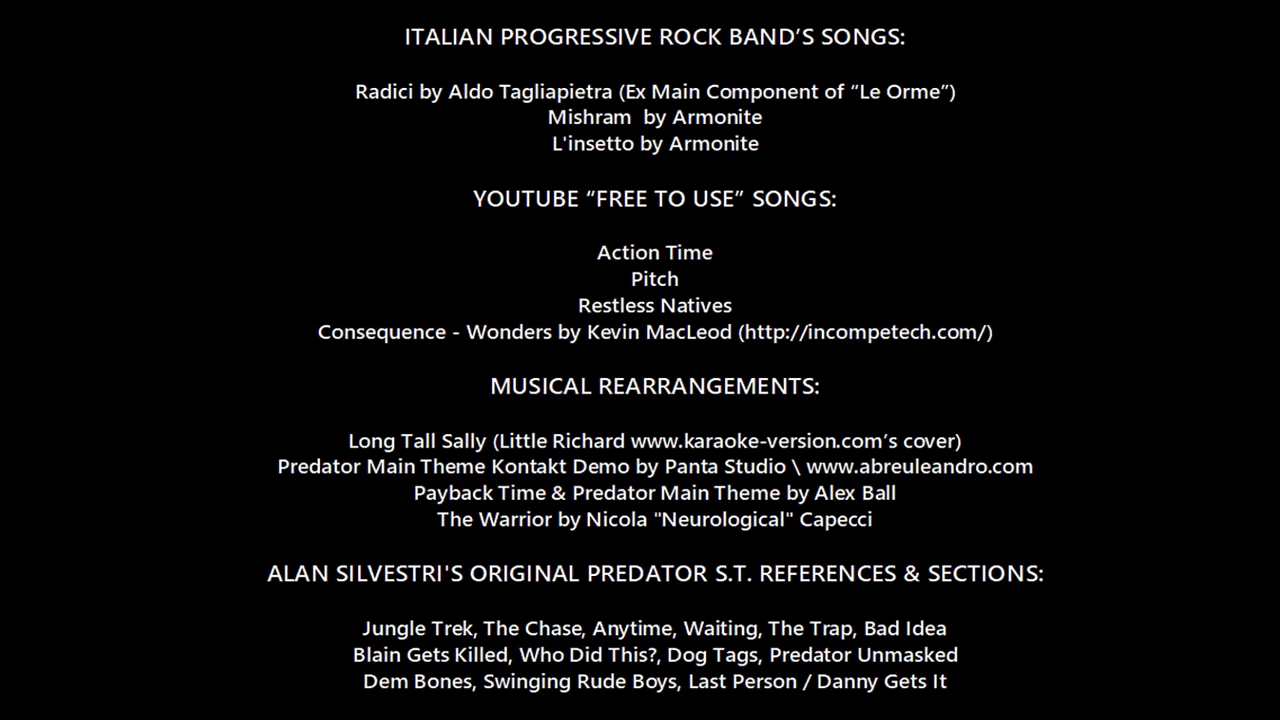 ITALIAN PROGRESSIVE ROCK BAND’S SONGS:
Radici by Aldo Tagliapietra (Ex Main Component of “Le Orme”)
Mishram  by Armonite
L'insetto by Armonite
YOUTUBE “FREE TO USE” SONGS:
Action Time
Pitch
Restless Natives
Consequence - Wonders by Kevin MacLeod (http://incompetech.com/)
MUSICAL REARRANGEMENTS:
Long Tall Sally (Little Richard www.karaoke-version.com’s cover)
Predator Main Theme Kontakt Demo by Panta Studio \ www.abreuleandro.com
Payback Time & Predator Main Theme by Alex Ball
The Warrior by Nicola "Neurological" Capecci
ALAN SILVESTRI'S ORIGINAL PREDATOR S.T. REFERENCES & SECTIONS:
Jungle Trek, The Chase, Anytime, Waiting, The Trap, Bad Idea
Blain Gets Killed, Who Did This?, Dog Tags, Predator Unmasked
Dem Bones, Swinging Rude Boys, Last Person / Danny Gets It